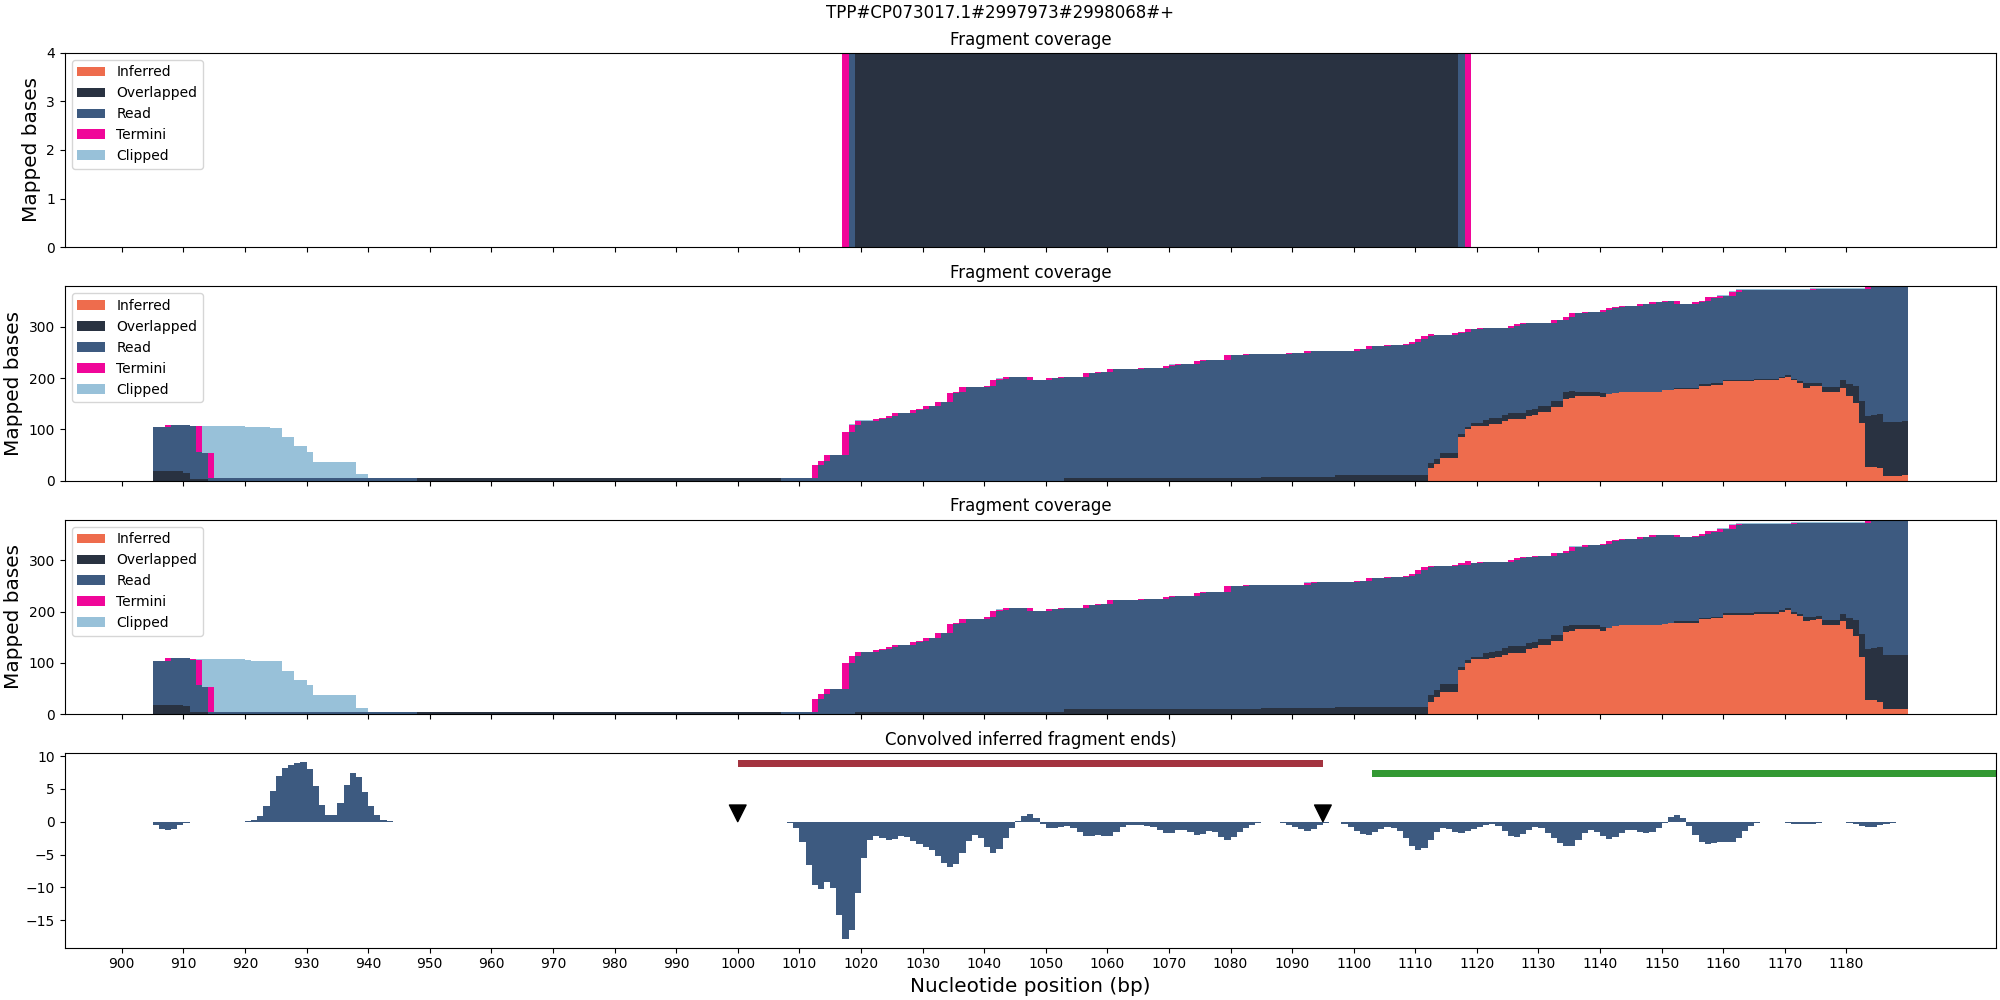 TPP#CP073017.1#2997973#2998068#+
Fragment coverage
Mapped bases
4
3
2
1
0
Inferred
Overlapped
Read
Termini
Clipped
Fragment coverage
Mapped bases
300
200
100
0
Inferred
Overlapped
Read
Termini
Clipped
Fragment coverage
Mapped bases
300
200
100
0
Inferred
Overlapped
Read
Termini
Clipped
Convolved inferred fragment ends)
10
5
0
−5
−10
−15
900 910 920 930 940 950 960 970 980 990 1000 1010 1020 1030 1040 1050 1060 1070 1080 1090 1100 1110 1120 1130 1140 1150 1160 1170 1180
Nucleotide position (bp)